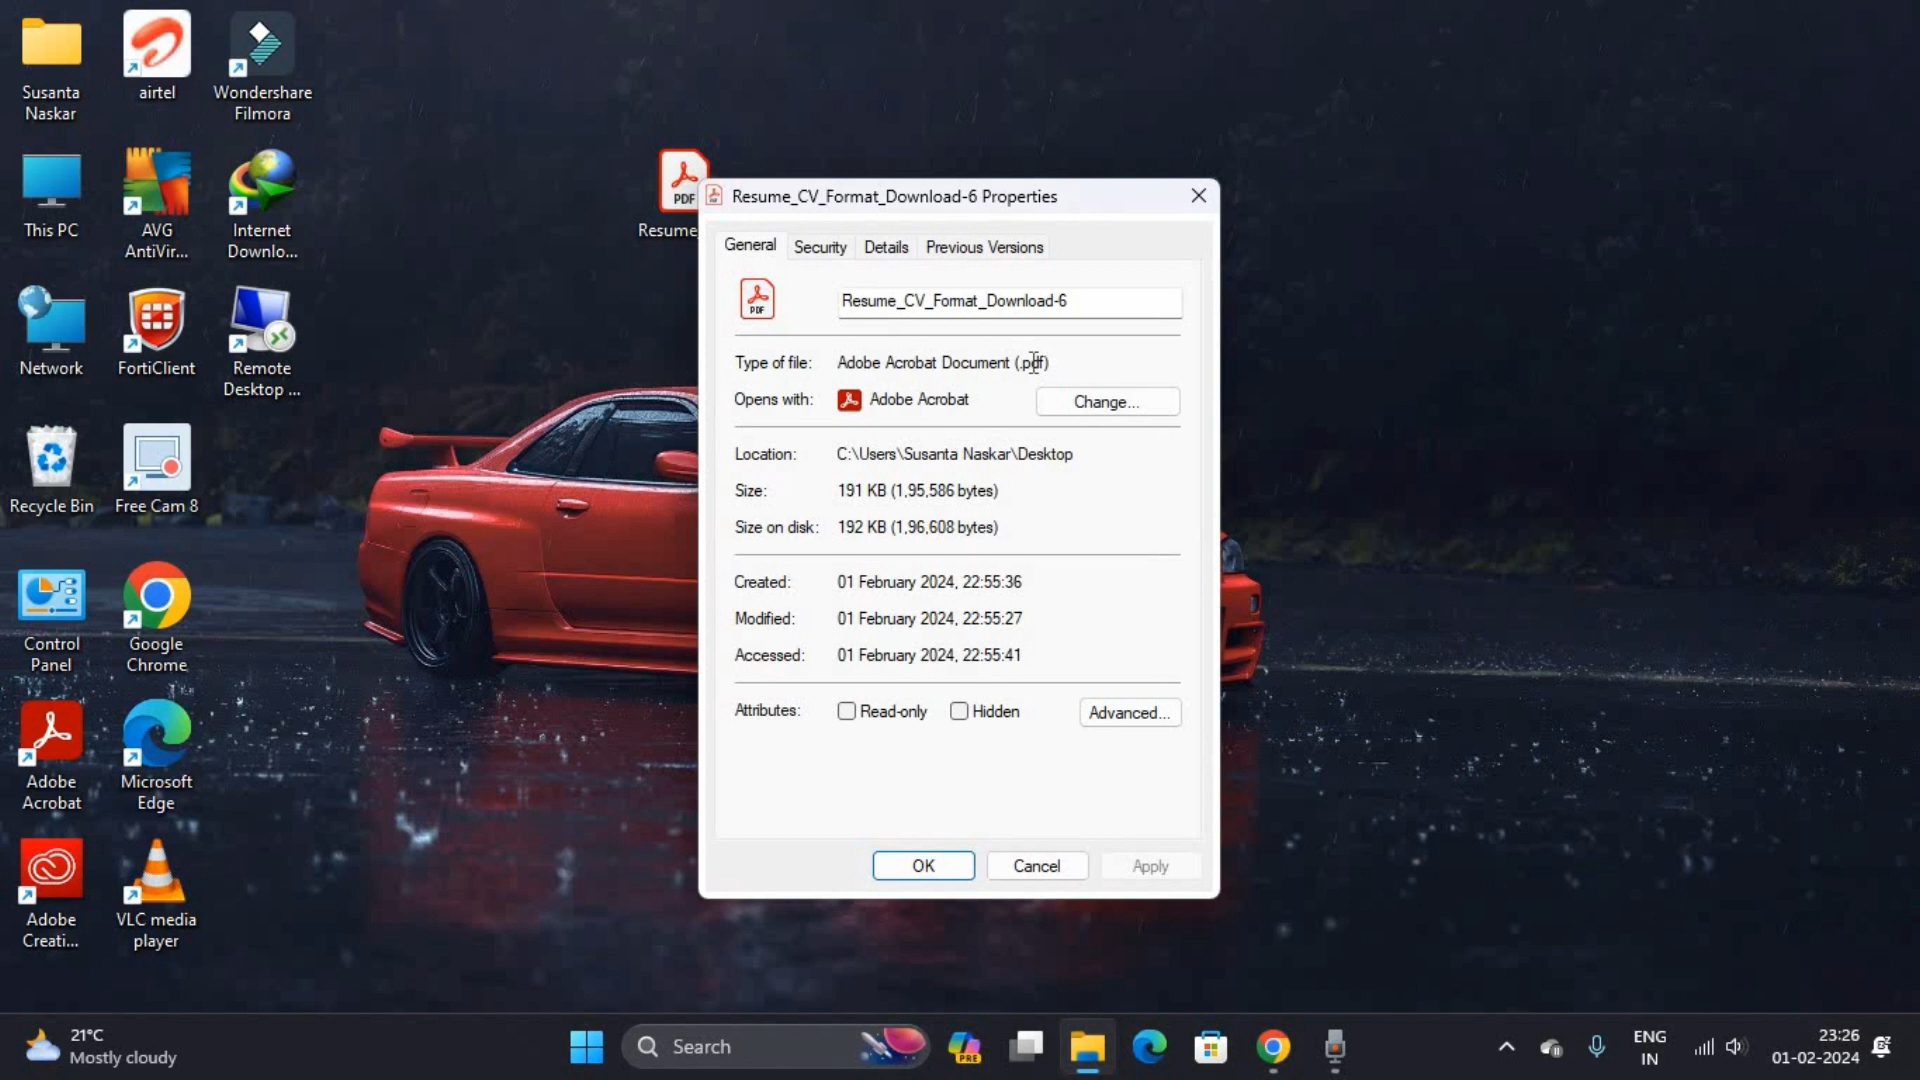 Susanta
Naskar
airtel
Wondershare
Filmora
This PC
AVG
AntiVir...
Internet
Downlo...
Network
FortiClient
Remote
Desktop ...
Recycle Bin
Free Cam 8
Control
Panel
Google
Chrome
Adobe
Acrobat
Microsoft
Edge
Adobe
Creati...
VLC media
player
PDF
Resume_
Resume_CV_Format_Download-6 Properties
General Security Details Previous Versions
PDF
Resume_CV_Format_Download-6
Type of file: Adobe Acrobat Document (.pdf)
Opens with: Adobe Acrobat Change...
Location: C:\Users\Susanta Naskar\Desktop
Size: 191 KB (1,95,586 bytes)
Size on disk: 192 KB (1,96,608 bytes)
Created: 01 February 2024, 22:55:36
Modified: 01 February 2024, 22:55:27
Accessed: 01 February 2024, 22:55:41
Attributes: Read-only Hidden Advanced...
OK Cancel Apply
21°C
Mostly cloudy
Search
PRE
ENG
IN
23:26
01-02-2024